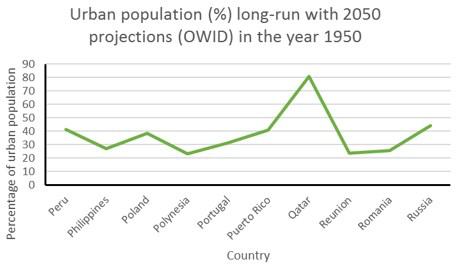 Urban population (%) long-run with 2050
projections (OWID) in the year 1950
Percentage of urban population
90
80
70
60
50
40
30
20
10
0
Peru
Philippines
Poland
Polynesia
Portugal
Puerto Rico
Qatar
Reunion
Romania
Russia
Country